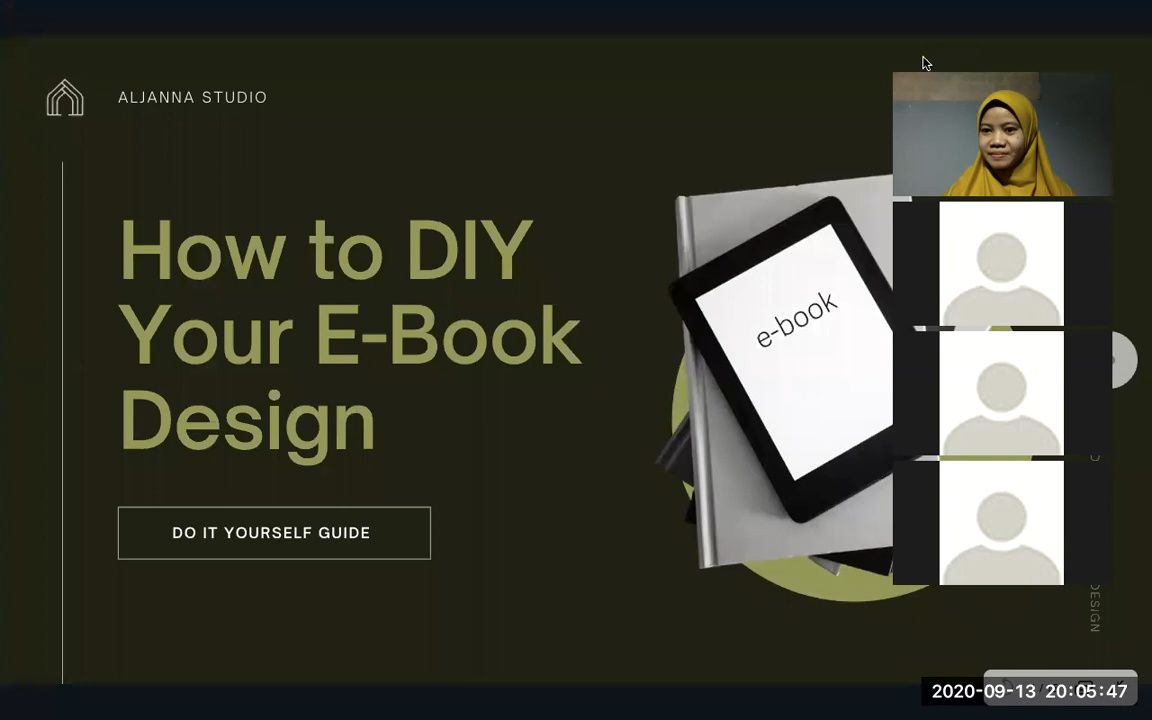 ALJANNA STUDIO
How to DIY
Your E-Book
Design
DO IT YOURSELF GUIDE
e-book
DESIGN
2020-09-13 20:05:47